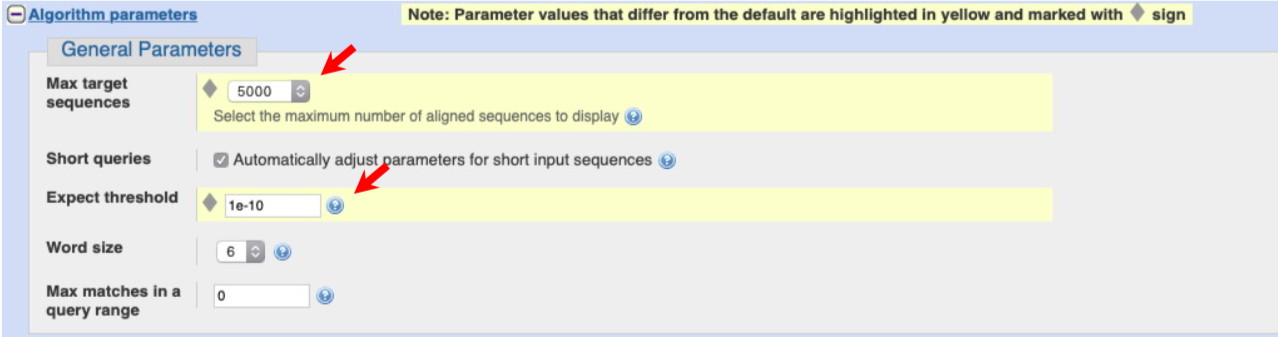 Algorithm parameters
Note: Parameter values that differ from the default are highlighted in yellow and marked with ♦ sign
General Parameters
Max target
sequences
5000
Select the maximum number of aligned sequences to display
Short queries
Automatically adjust parameters for short input sequences
Expect threshold
1e-10
Word size
6
Max matches in a
query range
0